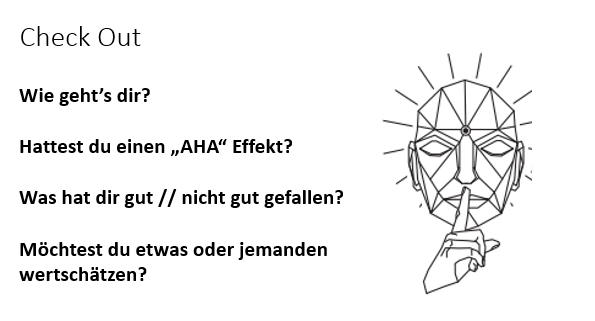 Check Out
Wie geht’s dir?
Hattest du einen „AHA“ Effekt?
Was hat dir gut // nicht gut gefallen?
Möchtest du etwas oder jemanden
wertschätzen?